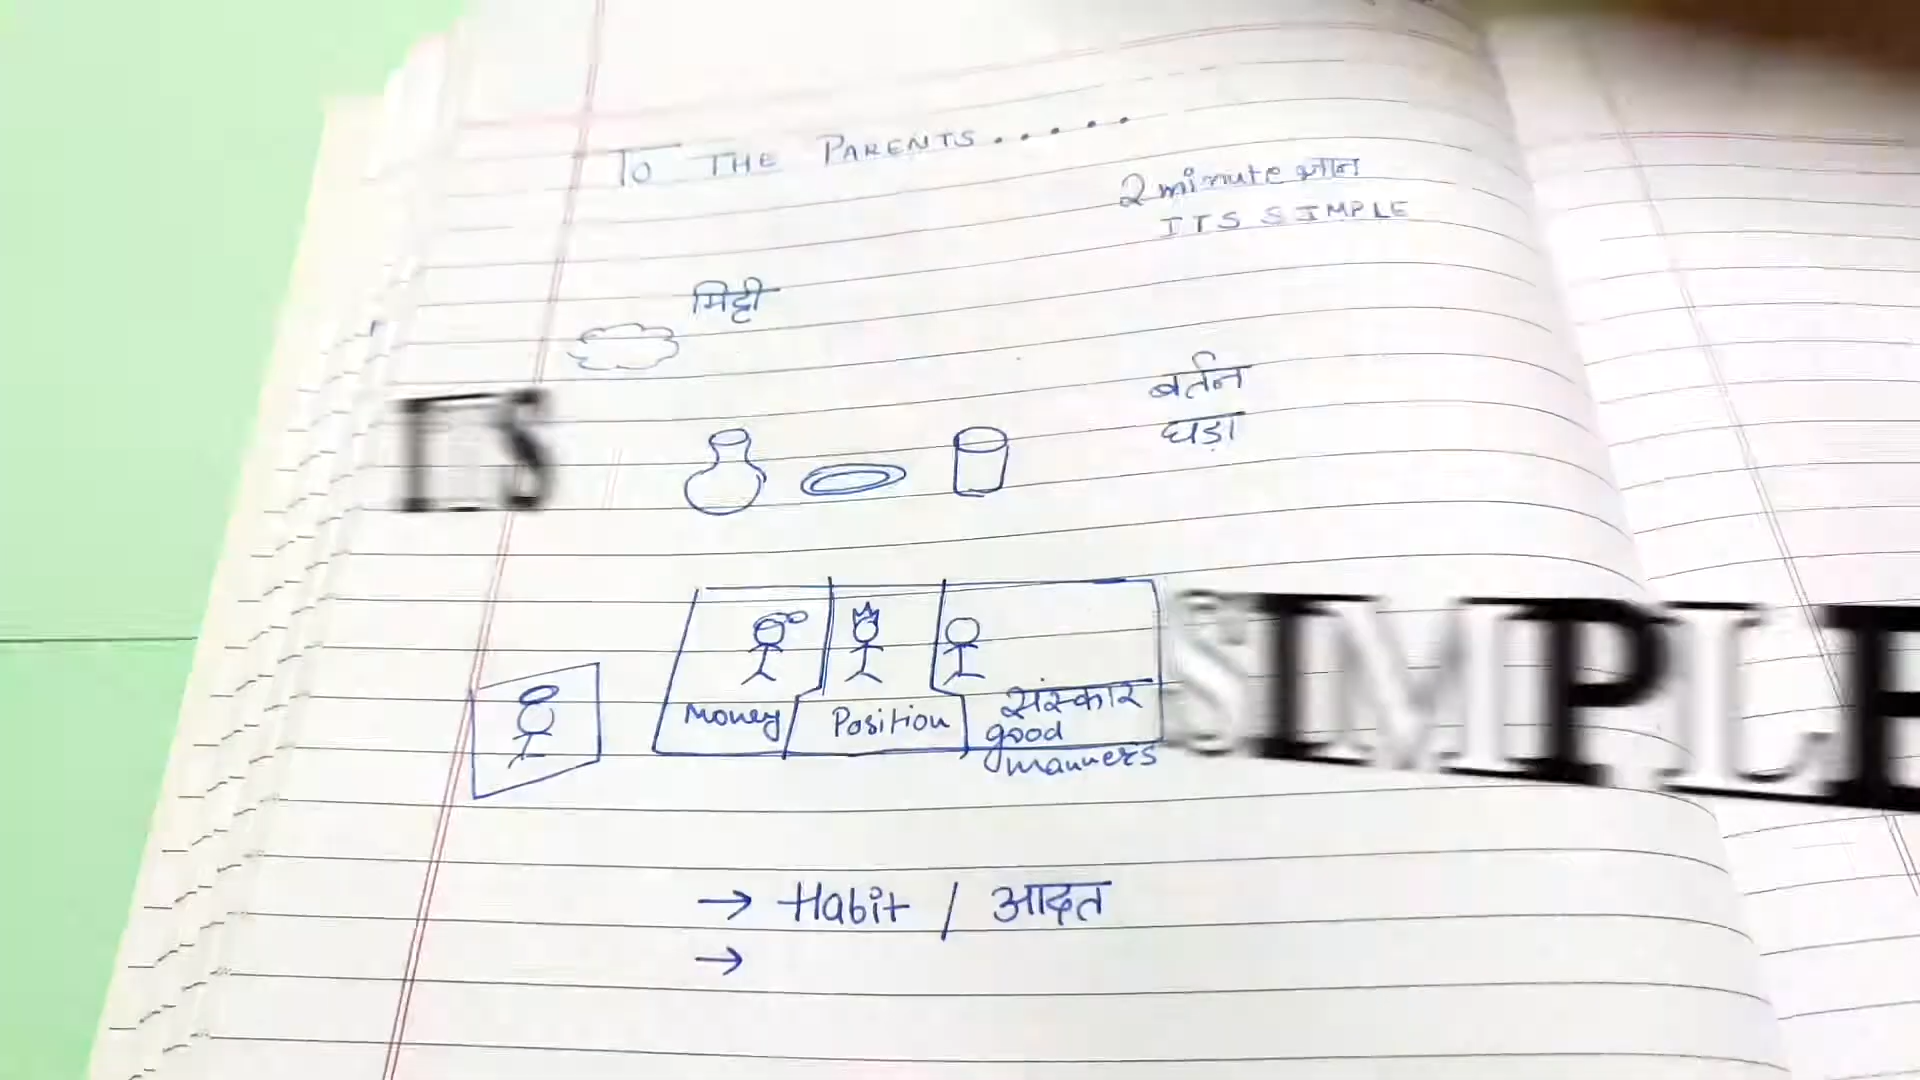 TO THE PARENTS......
2 minute ज्ञान
ITS SIMPLE
मिट्टी
बर्तन
घड़ा
ITS
SIMPLE
Money
Position
संस्कार
good
manners
→ Habit / आदत
→